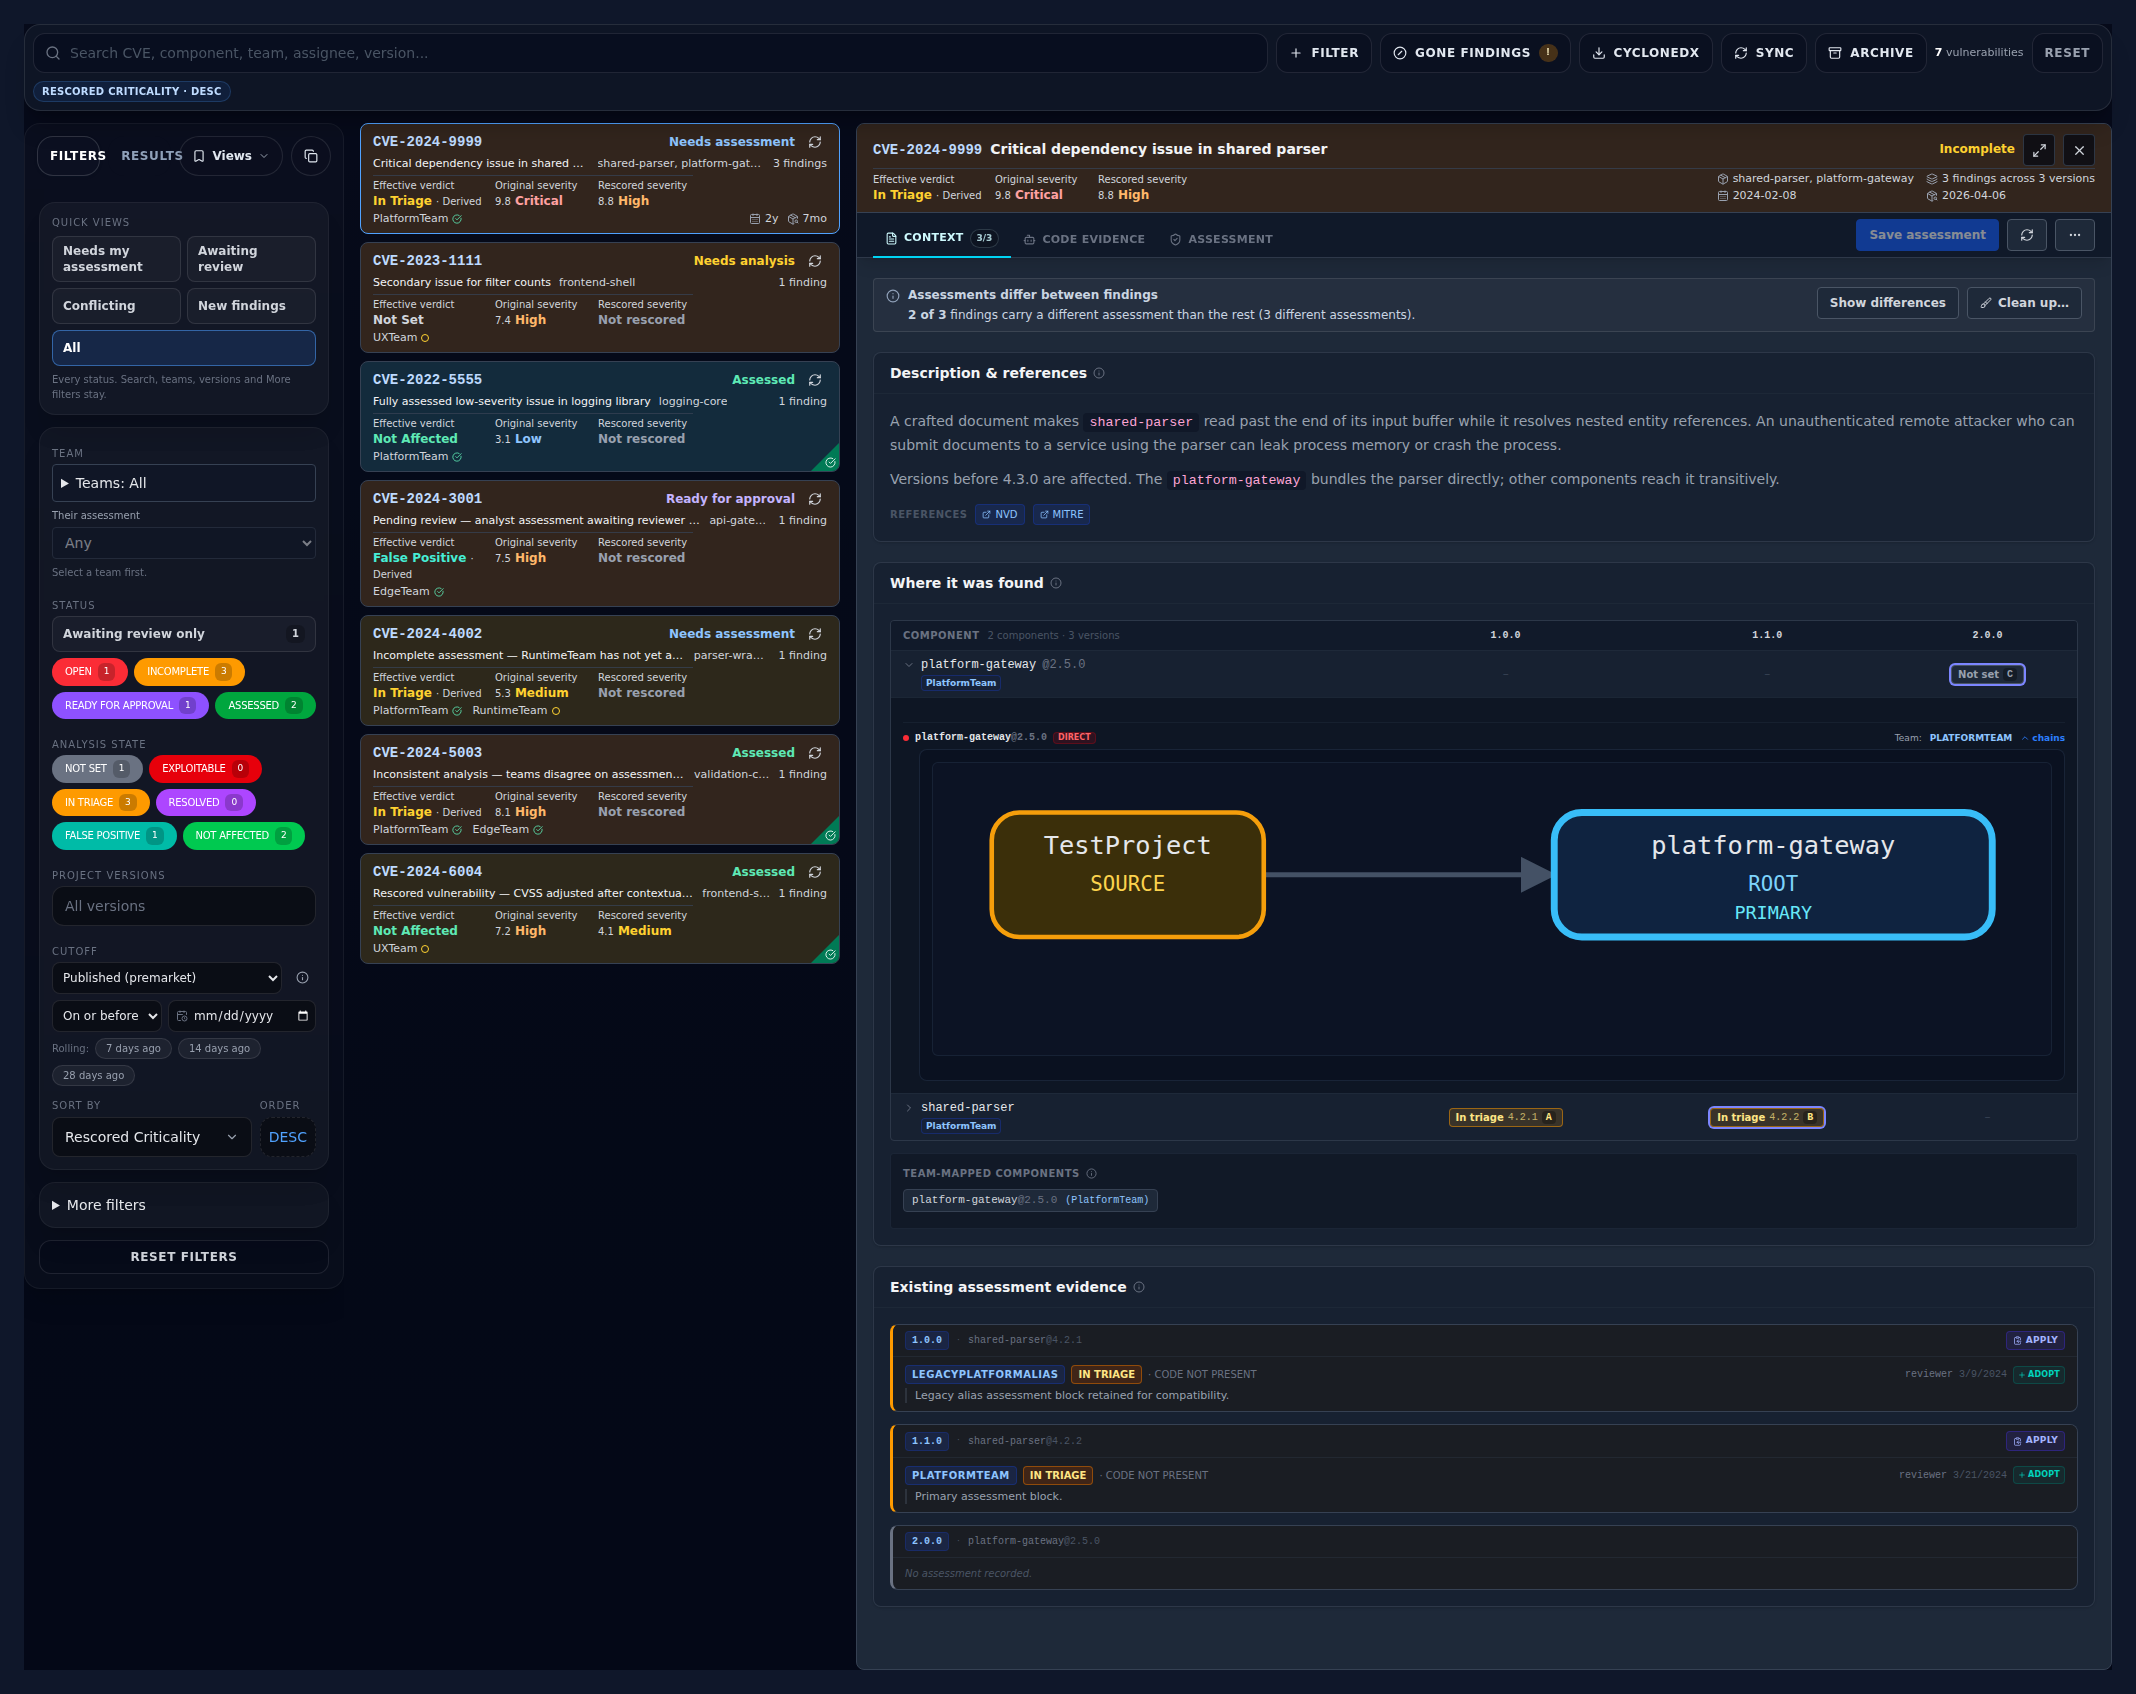 Search CVE, component, team, assignee, version...
FILTER
GONE FINDINGS !
CYCLONEDX
SYNC
ARCHIVE
7 vulnerabilities
RESET
RESCORED CRITICALITY · DESC
FILTERS
RESULTS
Views
QUICK VIEWS
Needs my assessment
Awaiting review
Conflicting
New findings
All
Every status. Search, teams, versions and More
filters stay.
TEAM
Teams: All
Their assessment
Any
Select a team first.
STATUS
Awaiting review only 1
OPEN 1
INCOMPLETE 3
READY FOR APPROVAL 1
ASSESSED 2
ANALYSIS STATE
NOT SET 1
EXPLOITABLE 0
IN TRIAGE 3
RESOLVED 0
FALSE POSITIVE 1
NOT AFFECTED 2
PROJECT VERSIONS
All versions
CUTOFF
Published (premarket)
On or before
mm/dd/yyyy
Rolling: 7 days ago 14 days ago
28 days ago
SORT BY
ORDER
Rescored Criticality
DESC
More filters
RESET FILTERS
CVE-2024-9999 Needs assessment
Critical dependency issue in shared ... shared-parser, platform-gat... 3 findings
Effective verdict Original severity Rescored severity
In Triage · Derived 9.8 Critical 8.8 High
PlatformTeam 2y 7mo
CVE-2023-1111 Needs analysis
Secondary issue for filter counts frontend-shell 1 finding
Effective verdict Original severity Rescored severity
Not Set 7.4 High Not rescored
UXTeam
CVE-2022-5555 Assessed
Fully assessed low-severity issue in logging library logging-core 1 finding
Effective verdict Original severity Rescored severity
Not Affected 3.1 Low Not rescored
PlatformTeam
CVE-2024-3001 Ready for approval
Pending review — analyst assessment awaiting reviewer ... api-gate... 1 finding
Effective verdict Original severity Rescored severity
False Positive · 7.5 High Not rescored
Derived
EdgeTeam
CVE-2024-4002 Needs assessment
Incomplete assessment — RuntimeTeam has not yet a... parser-wra... 1 finding
Effective verdict Original severity Rescored severity
In Triage · Derived 5.3 Medium Not rescored
PlatformTeam RuntimeTeam
CVE-2024-5003 Assessed
Inconsistent analysis — teams disagree on assessmen... validation-c... 1 finding
Effective verdict Original severity Rescored severity
In Triage · Derived 8.1 High Not rescored
PlatformTeam EdgeTeam
CVE-2024-6004 Assessed
Rescored vulnerability — CVSS adjusted after contextua... frontend-s... 1 finding
Effective verdict Original severity Rescored severity
Not Affected 7.2 High 4.1 Medium
UXTeam
CVE-2024-9999 Critical dependency issue in shared parser
Incomplete
Effective verdict Original severity Rescored severity
In Triage · Derived 9.8 Critical 8.8 High
shared-parser, platform-gateway 3 findings across 3 versions
2024-02-08 2026-04-06
CONTEXT 3/3
CODE EVIDENCE
ASSESSMENT
Save assessment
...
Assessments differ between findings
2 of 3 findings carry a different assessment than the rest (3 different assessments).
Show differences
Clean up...
Description & references
A crafted document makes shared-parser read past the end of its input buffer while it resolves nested entity references. An unauthenticated remote attacker who can
submit documents to a service using the parser can leak process memory or crash the process.
Versions before 4.3.0 are affected. The platform-gateway bundles the parser directly; other components reach it transitively.
REFERENCES NVD MITRE
Where it was found
COMPONENT 2 components · 3 versions 1.0.0 1.1.0 2.0.0
platform-gateway @2.5.0
PlatformTeam
– – Not set C
platform-gateway@2.5.0 DIRECT
Team: PLATFORMTEAM chains
TestProject
SOURCE
platform-gateway
ROOT
PRIMARY
shared-parser
PlatformTeam
In triage 4.2.1 A
In triage 4.2.2 B
–
TEAM-MAPPED COMPONENTS
platform-gateway@2.5.0 (PlatformTeam)
Existing assessment evidence
1.0.0 · shared-parser@4.2.1 APPLY
LEGACYPLATFORMALIAS IN TRIAGE · CODE NOT PRESENT reviewer 3/9/2024 + ADOPT
Legacy alias assessment block retained for compatibility.
1.1.0 · shared-parser@4.2.2 APPLY
PLATFORMTEAM IN TRIAGE · CODE NOT PRESENT reviewer 3/21/2024 + ADOPT
Primary assessment block.
2.0.0 · platform-gateway@2.5.0
No assessment recorded.